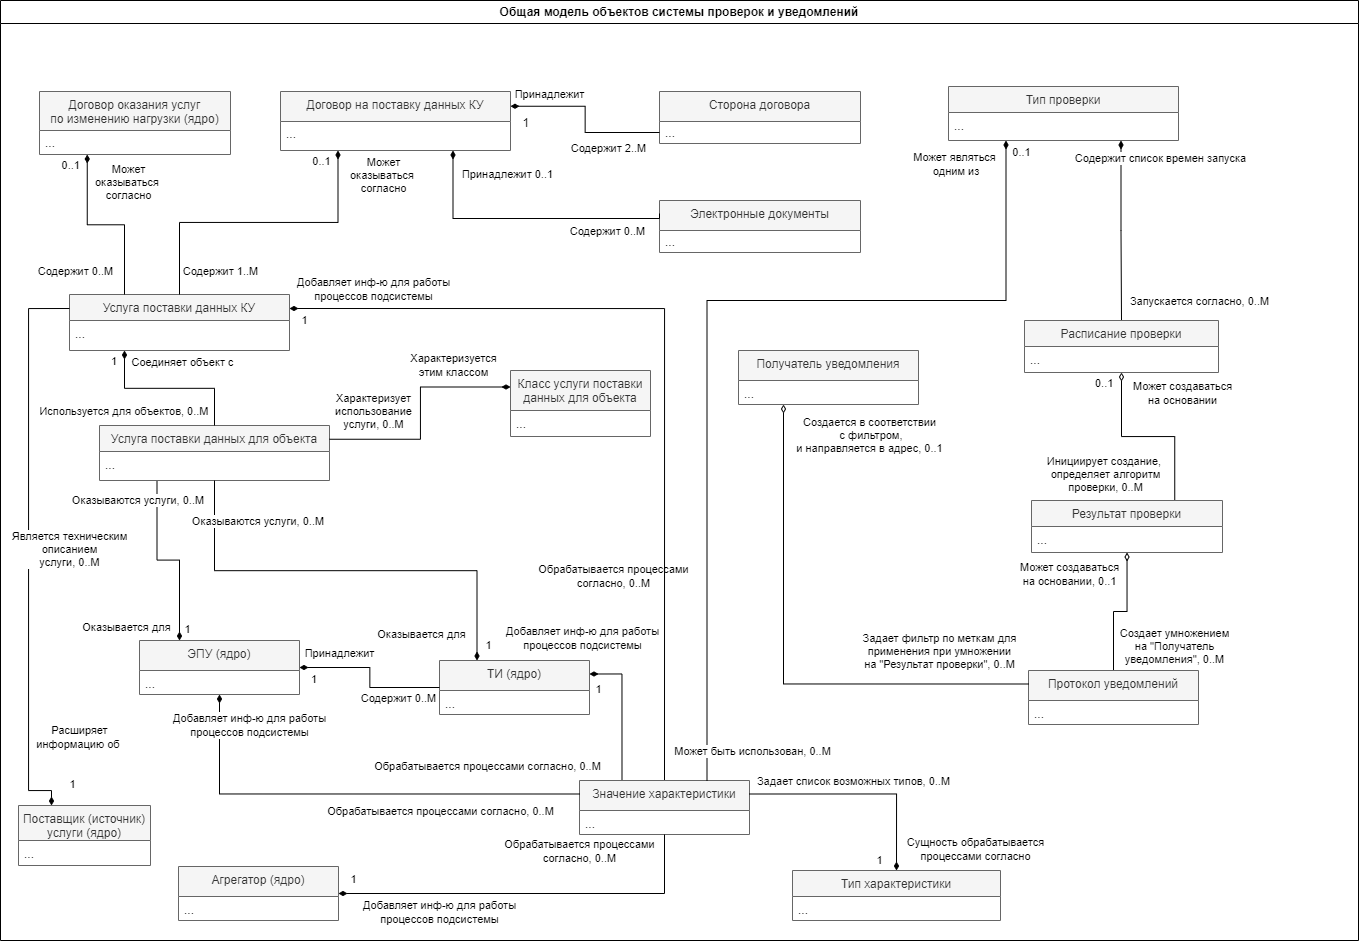 Общая модель объектов системы проверок и уведомлений
Договор оказания услуг
по изменению нагрузки (ядро)
...
Договор на поставку данных КУ
...
Принадлежит
1
Содержит 2..М
Сторона договора
...
Тип проверки
...
0..1
Может
оказываться
согласно
0..1
Может
оказываться
согласно
Принадлежит 0..1
Содержит 0..М
Электронные документы
...
Может являться
одним из
0..1
Содержит список времен запуска
Содержит 0..М
Содержит 1..М
Добавляет инф-ю для работы
процессов подсистемы
1
Услуга поставки данных КУ
...
Запускается согласно, 0..М
Расписание проверки
...
1
Соединяет объект с
Используется для объектов, 0..М
Характеризуется
этим классом
Характеризует
использование
услуги, 0..М
Класс услуги поставки
данных для объекта
...
Получатель уведомления
...
0..1
Может создаваться
на основании
Услуга поставки данных для объекта
...
Создается в соответствии
с фильтром,
и направляется в адрес, 0..1
Инициирует создание,
определяет алгоритм
проверки, 0..М
Результат проверки
...
Оказываются услуги, 0..М
Оказываются услуги, 0..М
Является техническим
описанием
услуги, 0..М
Обрабатывается процессами
согласно, 0..М
Может создаваться
на основании, 0..1
Оказывается для
1
Оказывается для
1
Добавляет инф-ю для работы
процессов подсистемы
1
Задает фильтр по меткам для
применения при умножении
на "Результат проверки", 0..М
Создает умножением
на "Получатель
уведомления", 0..М
ЭПУ (ядро)
...
Принадлежит
1
Содержит 0..М
ТИ (ядро)
...
Протокол уведомлений
...
Добавляет инф-ю для работы
процессов подсистемы
Расширяет
информацию об
1
Обрабатывается процессами согласно, 0..М
Может быть использован, 0..М
Обрабатывается процессами согласно, 0..М
Значение характеристики
...
Задает список возможных типов, 0..М
Поставщик (источник)
услуги (ядро)
...
Обрабатывается процессами
согласно, 0..М
Сущность обрабатывается
процессами согласно
1
Агрегатор (ядро)
...
1
Добавляет инф-ю для работы
процессов подсистемы
Тип характеристики
...